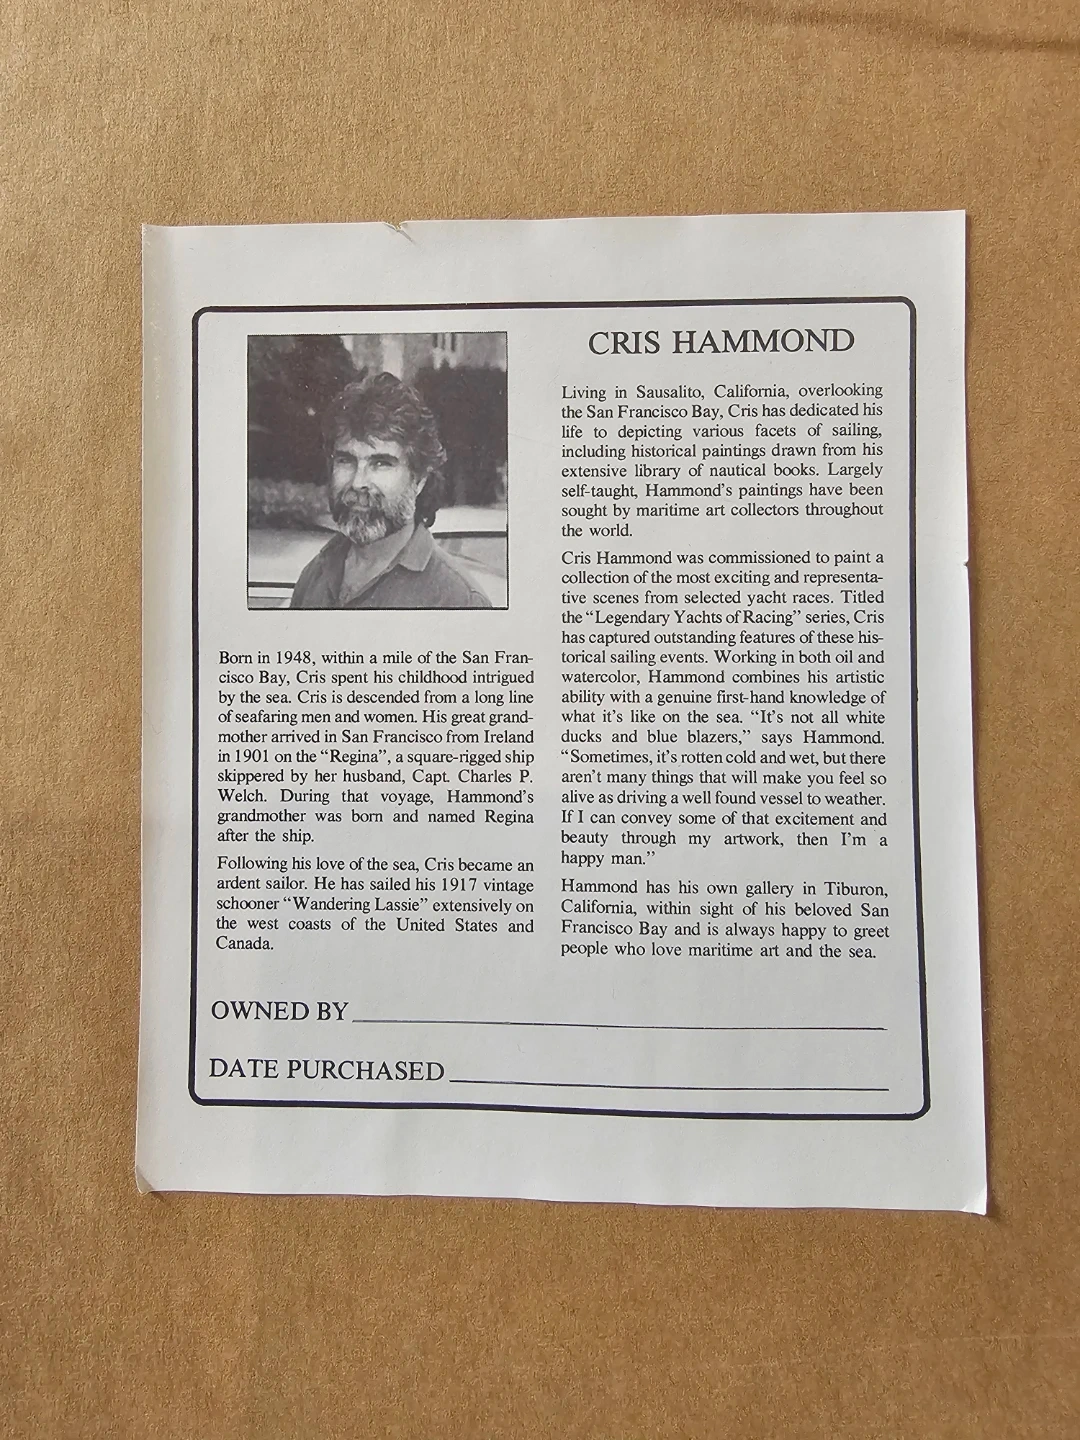 Born in 1948, within a mile of the San Fran-
cisco Bay, Cris spent his childhood intrigued
by the sea. Cris is descended from a long line
of seafaring men and women. His great grand-
mother arrived in San Francisco from Ireland
in 1901 on the “Regina”, a square-rigged ship
skippered by her husband, Capt. Charles P.
Welch. During that voyage, Hammond's
grandmother was born and named Regina
after the ship.
Following his love of the sea, Cris became an
ardent sailor. He has sailed his 1917 vintage
schooner “Wandering Lassie” extensively on
the west coasts of the United States and
Canada.
CRIS HAMMOND
Living in Sausalito, California, overlooking
the San Francisco Bay, Cris has dedicated his
life to depicting various facets of sailing,
including historical paintings drawn from his
extensive library of nautical books. Largely
self-taught, Hammond's paintings have been
sought by maritime art collectors throughout
the world.
Cris Hammond was commissioned to paint a
collection of the most exciting and representa-
tive scenes from selected yacht races. Titled
the “Legendary Yachts of Racing” series, Cris
has captured outstanding features of these his-
torical sailing events. Working in both oil and
watercolor, Hammond combines his artistic
ability with a genuine first-hand knowledge of
what it's like on the sea. “It's not all white
ducks and blue blazers,” says Hammond.
“Sometimes, it's rotten cold and wet, but there
aren't many things that will make you feel so
alive as driving a well found vessel to weather.
If I can convey some of that excitement and
beauty through my artwork, then I'm a
happy man.”
Hammond has his own gallery in Tiburon,
California, within sight of his beloved San
Francisco Bay and is always happy to greet
people who love maritime art and the sea.
OWNED BY
DATE PURCHASED